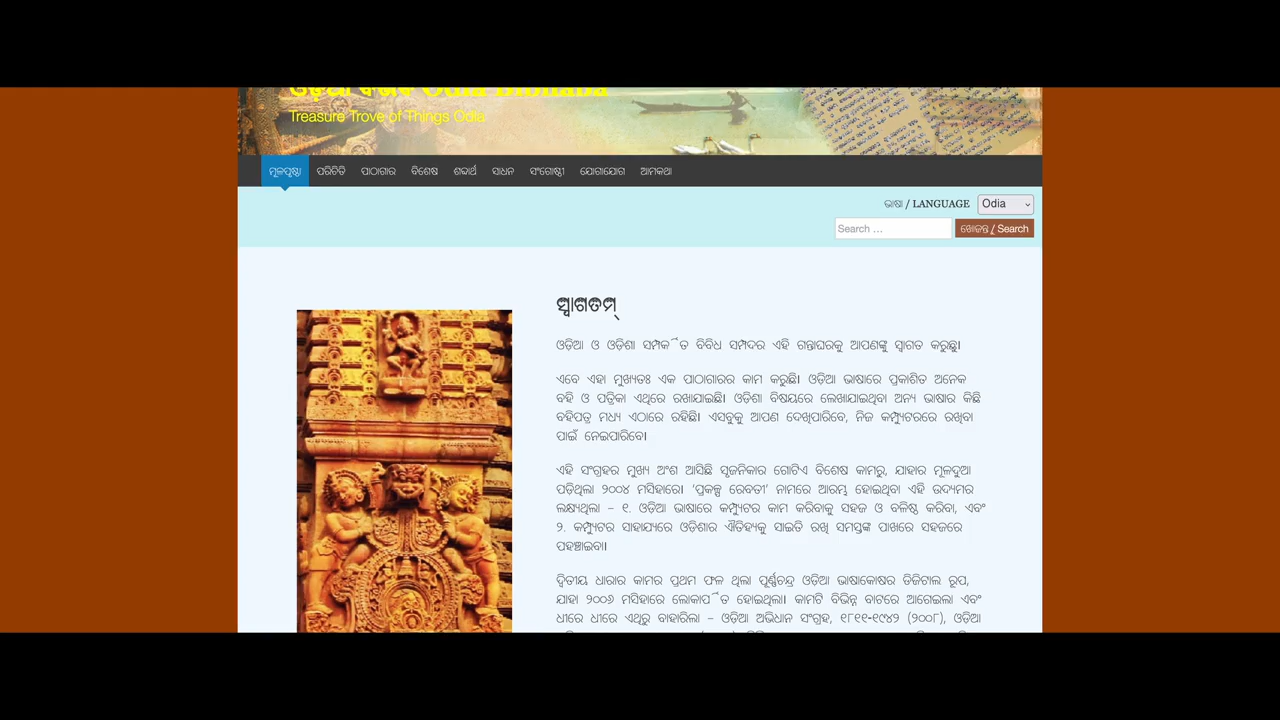 ଓଡ଼ିଆ ବିଭବ Odia Bibhaba
Treasure Trove of Things Odia
ମୂଳପୃଷ୍ଠା ପରିଚିତି ପାଠାଗାର ବିଶେଷ ଶବ୍ଦାର୍ଥ ସାଧନ ସଂଗୋଷ୍ଠୀ ଯୋଗାଯୋଗ ଆମକଥା
ଭାଷା / LANGUAGE Odia
Search ... ଖୋଜନ୍ତୁ / Search
ସ୍ୱାଗତମ୍
ଓଡ଼ିଆ ଓ ଓଡ଼ିଶା ସମ୍ପର୍କିତ ବିବିଧ ସମ୍ପଦର ଏହି ଗନ୍ତାଘରକୁ ଆପଣଙ୍କୁ ସ୍ୱାଗତ କରୁଛୁ।
ଏବେ ଏହା ମୁଖ୍ୟତଃ ଏକ ପାଠାଗାରର କାମ କରୁଛି। ଓଡ଼ିଆ ଭାଷାରେ ପ୍ରକାଶିତ ଅନେକ
ବହି ଓ ପତ୍ରିକା ଏଥିରେ ରଖାଯାଇଛି। ଓଡ଼ିଶା ବିଷୟରେ ଲେଖାଯାଇଥିବା ଅନ୍ୟ ଭାଷାର କିଛି
ବହିପତ୍ର ମଧ୍ୟ ଏଠାରେ ରହିଛି। ଏସବୁକୁ ଆପଣ ଦେଖିପାରିବେ, ନିଜ କମ୍ପ୍ୟୁଟରରେ ରଖିବା
ପାଇଁ ନେଇପାରିବେ।
ଏହି ସଂଗ୍ରହର ମୁଖ୍ୟ ଅଂଶ ଆସିଛି ସୃଜନିକାର ଗୋଟିଏ ବିଶେଷ କାମରୁ, ଯାହାର ମୂଳଦୁଆ
ପଡ଼ିଥିଲା ୨୦୦୪ ମସିହାରେ। ‘ପ୍ରକଳ୍ପ ରେବତୀ’ ନାମରେ ଆରମ୍ଭ ହୋଇଥିବା ଏହି ଉଦ୍ୟମର
ଲକ୍ଷ୍ୟଥିଲା – ୧. ଓଡ଼ିଆ ଭାଷାରେ କମ୍ପ୍ୟୁଟର କାମ କରିବାକୁ ସହଜ ଓ ବଳିଷ୍ଠ କରିବା, ଏବଂ
୨. କମ୍ପ୍ୟୁଟର ସାହାଯ୍ୟରେ ଓଡ଼ିଶାର ଐତିହ୍ୟକୁ ସାଇତି ରଖି ସମସ୍ତଙ୍କ ପାଖରେ ସହଜରେ
ପହଞ୍ଚାଇବା।
ଦ୍ୱିତୀୟ ଧାରାର କାମର ପ୍ରଥମ ଫଳ ଥିଲା ପୂର୍ଣ୍ଣଚନ୍ଦ୍ର ଓଡ଼ିଆ ଭାଷାକୋଷର ଡିଜିଟାଲ ରୂପ,
ଯାହା ୨୦୦୬ ମସିହାରେ ଲୋକାର୍ପିତ ହୋଇଥିଲା। କାମଟି ବିଭିନ୍ନ ବାଟରେ ଆଗେଇଲା ଏବଂ
ଧୀରେ ଧୀରେ ଏଥିରୁ ବାହାରିଲା – ଓଡ଼ିଆ ଅଭିଧାନ ସଂଗ୍ରହ, ୧୮୧୧-୧୯୪୨ (୨୦୦୮), ଓଡ଼ିଆ